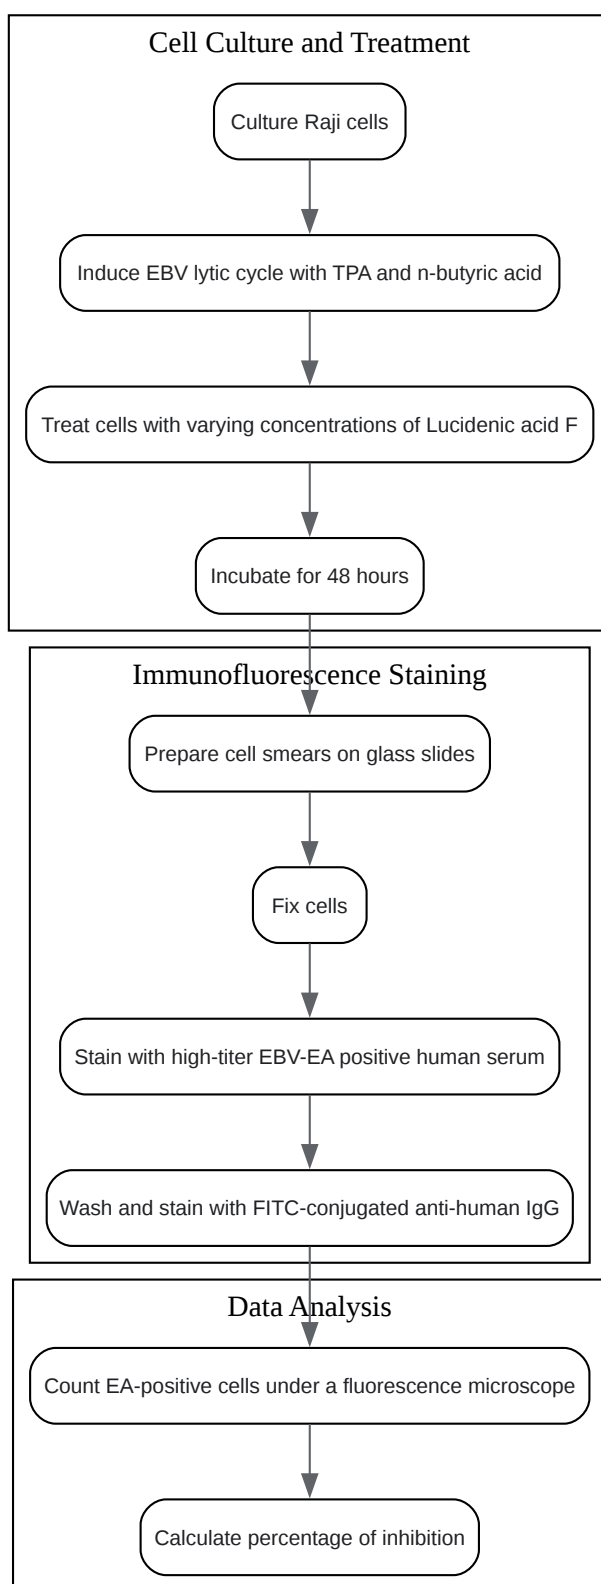 Cell Culture and Treatment
Culture Raji cells
Induce EBV lytic cycle with TPA and n-butyric acid
Treat cells with varying concentrations of Lucidenic acid F
Incubate for 48 hours
Immunofluorescence Staining
Prepare cell smears on glass slides
Fix cells
Stain with high-titer EBV-EA positive human serum
Wash and stain with FITC-conjugated anti-human IgG
Data Analysis
Count EA-positive cells under a fluorescence microscope
Calculate percentage of inhibition